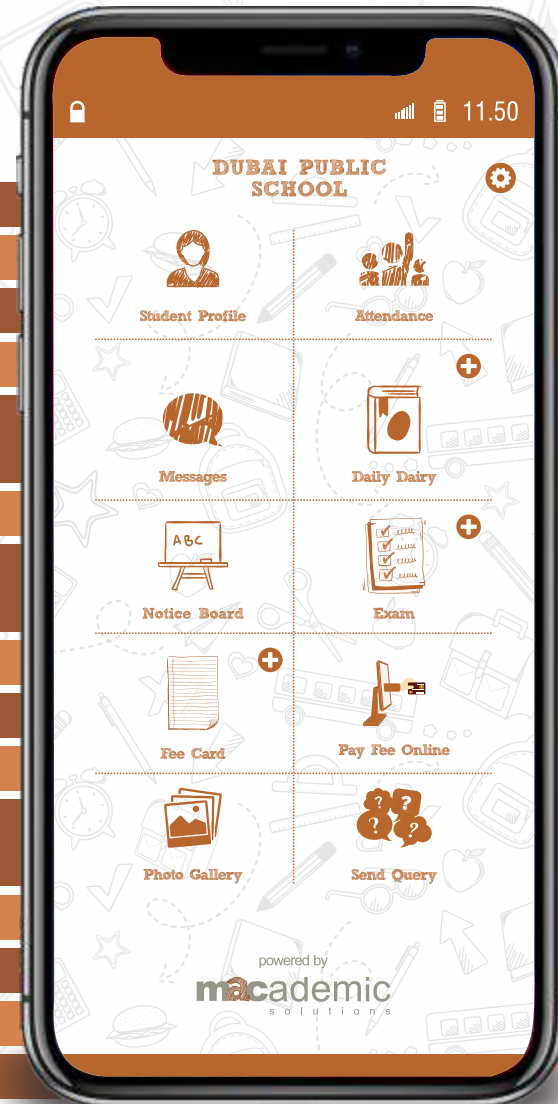 11.50
DUBAI PUBLIC
SCHOOL
Student Profile
Attendance
Messages
Daily Dairy
ABC
Notice Board
Exam
Fee Card
Pay Fee Online
Photo Gallery
Send Query
powered by
macademic
solutions